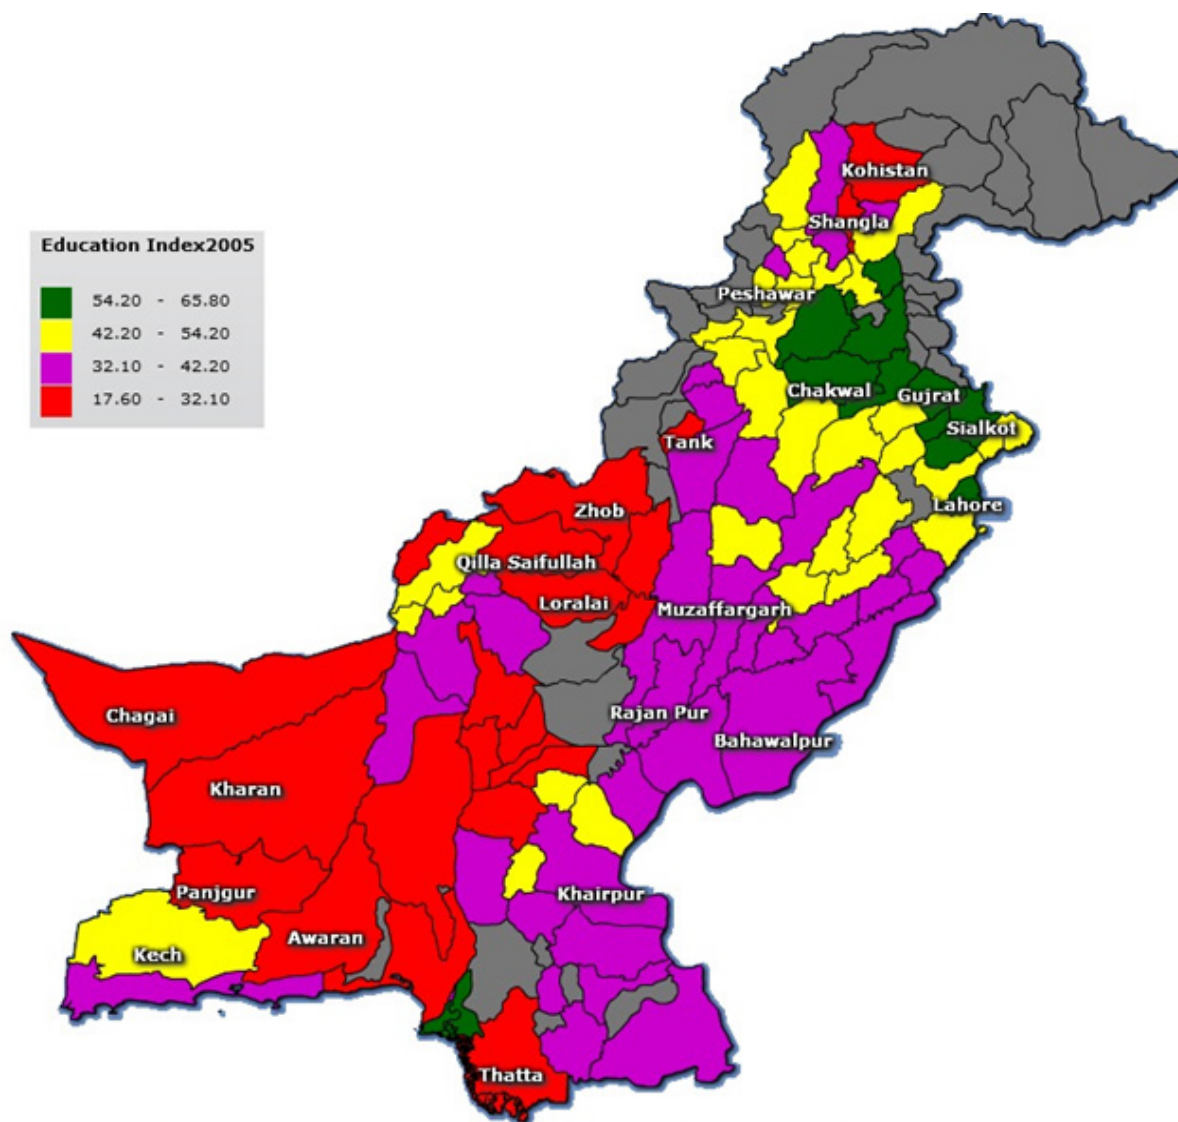 Kohistan
Shangla
Education Index2005
54.20 - 65.80
42.20 - 54.20
32.10 - 42.20
17.60 - 32.10
Peshawar
Chakwal
Gujrat
Sialkot
Tank
Lahore
Zhob
Qilla Saifullah
Loralai
Muzaffargarh
Rajan Pur
Chagai
Bahawalpur
Kharan
Panjgur
Khairpur
Awaran
Kech
Thatta